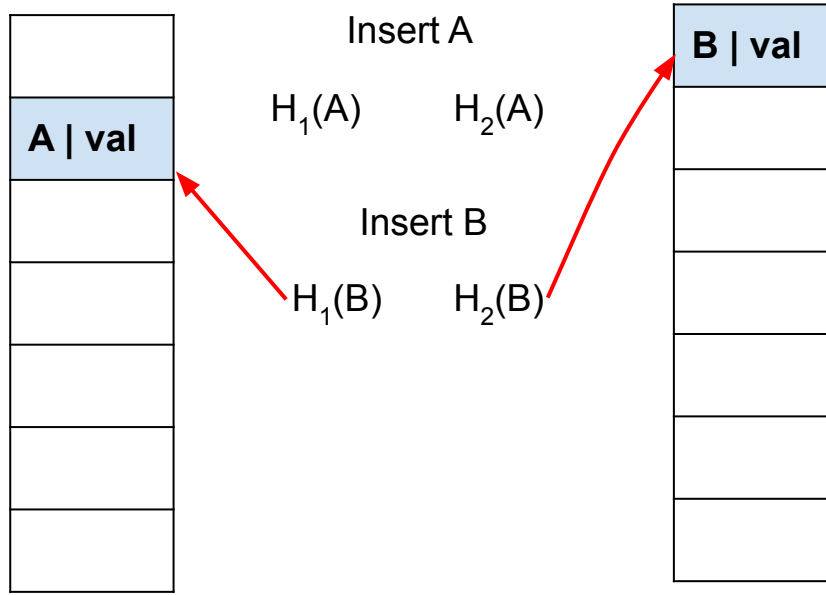 Insert A
B | val
H₁(A) H₂(A)
A | val
Insert B
H₁(B) H₂(B)